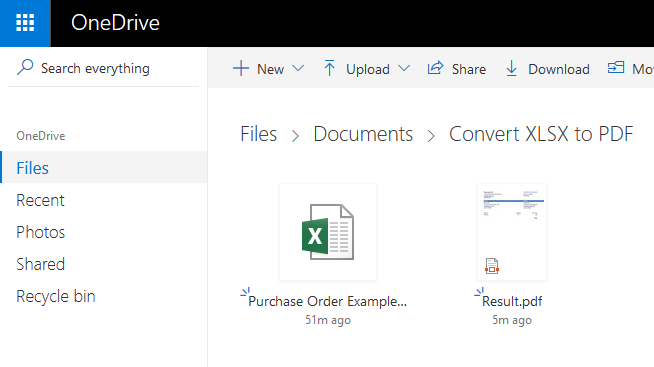 OneDrive
Search everything
New Upload Share Download Mo
OneDrive
Files
Recent
Photos
Shared
Recycle bin
Files > Documents > Convert XLSX to PDF
Purchase Order Example...
51m ago
Result.pdf
5m ago